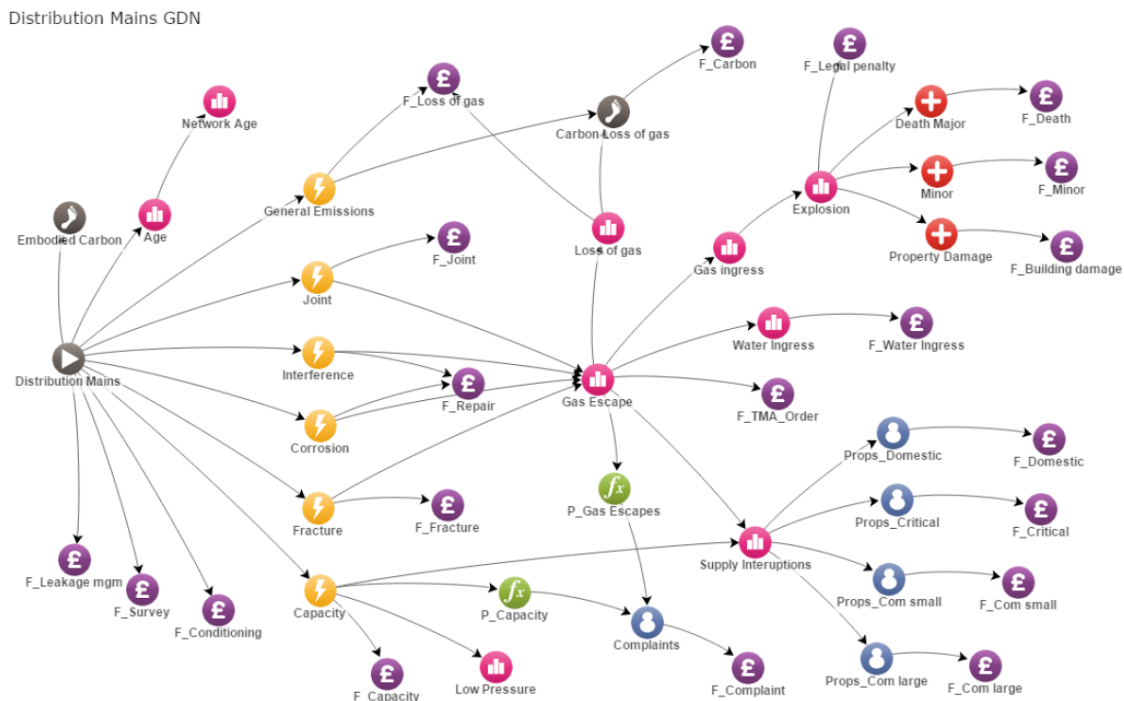 Distribution Mains GDN
F_Carbon
F_Legal penalty
F_Loss of gas
Network Age
Carbon Loss of gas
Death Major
F_Death
General Emissions
Minor
F_Minor
Explosion
Embodied Carbon
Age
Loss of gas
Gas ingress
Property Damage
F_Building damage
F_Joint
Joint
Water Ingress
F_Water Ingress
Distribution Mains
Interference
F_Repair
Gas Escape
F_TMA_Order
Corrosion
Props_Domestic
F_Domestic
P_Gas Escapes
Fracture
F_Fracture
Props_Critical
F_Critical
Supply Interuptions
F_Leakage mgm
F_Survey
F_Conditioning
Capacity
P_Capacity
Complaints
Props_Com small
F_Com small
F_Capacity
Low Pressure
F_Complaint
Props_Com large
F_Com large